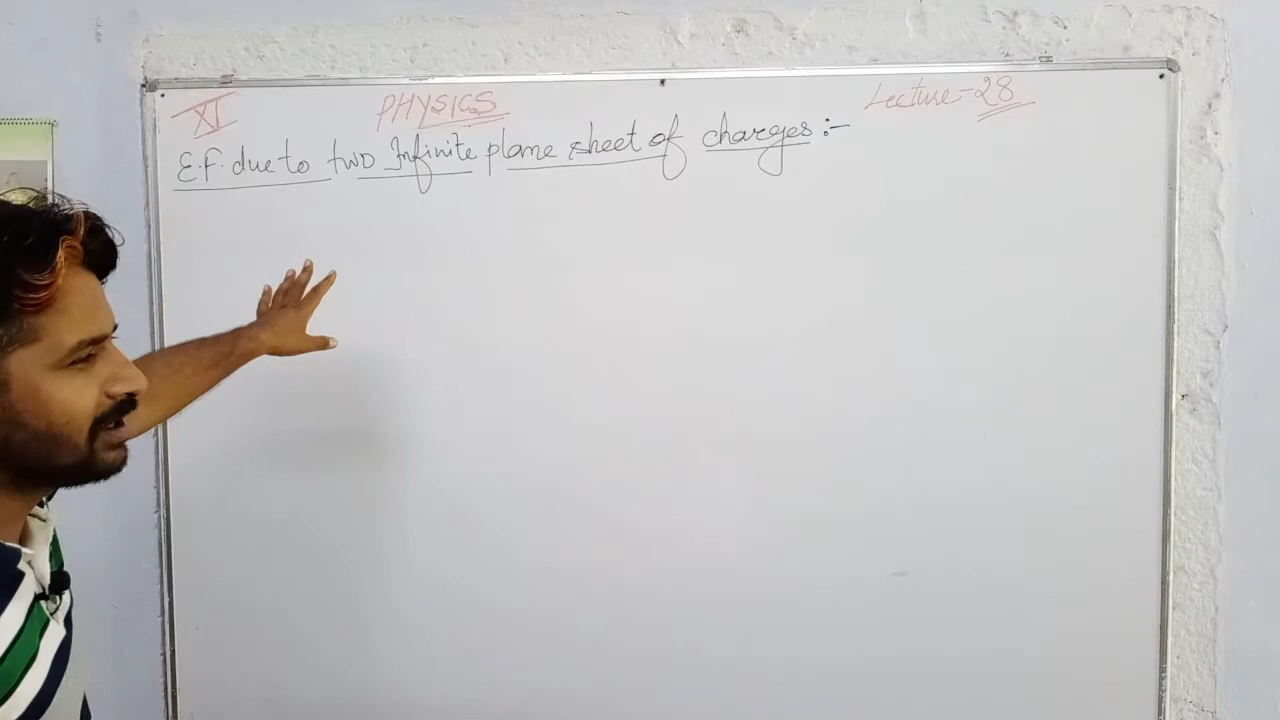 XI PHYSICS Lecture-28
E.F. due to two Infinite plane sheet of charges:-